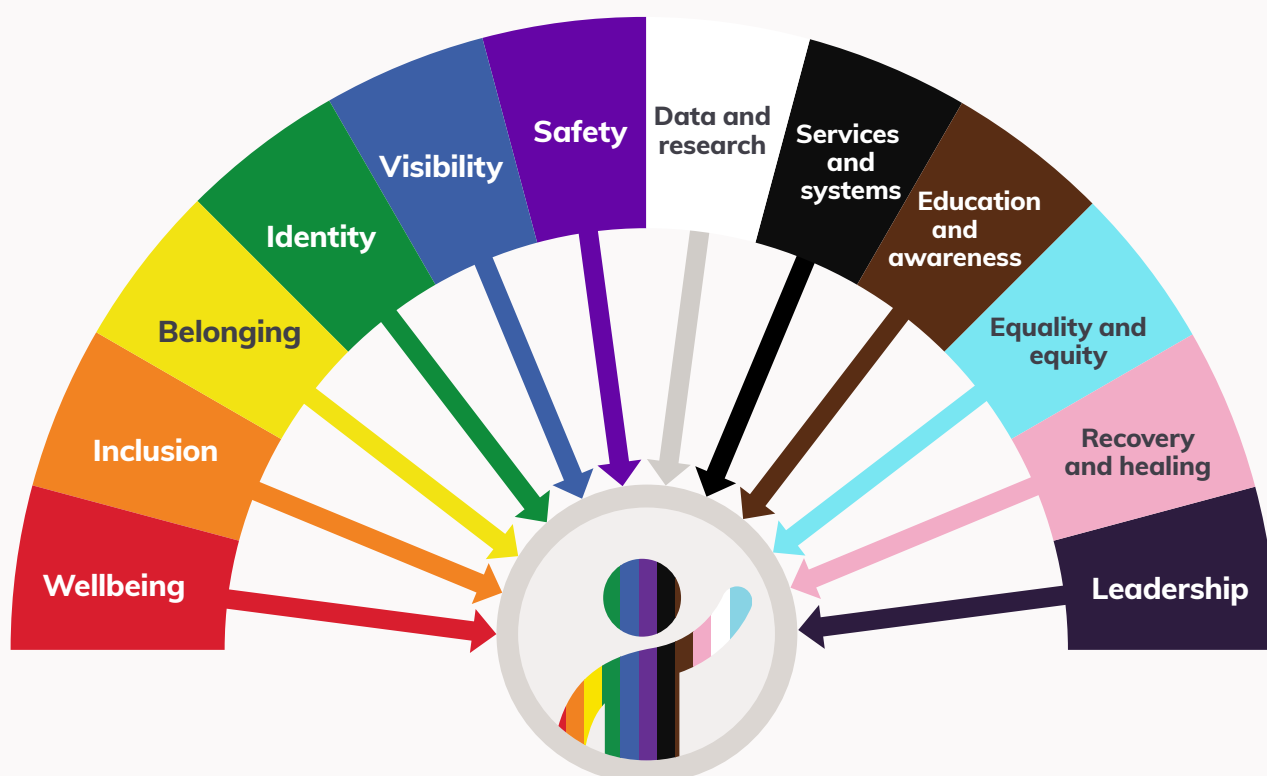 Wellbeing
Inclusion
Belonging
Identity
Visibility
Safety
Data and
research
Services
and
systems
Education
and
awareness
Equality and
equity
Recovery
and healing
Leadership